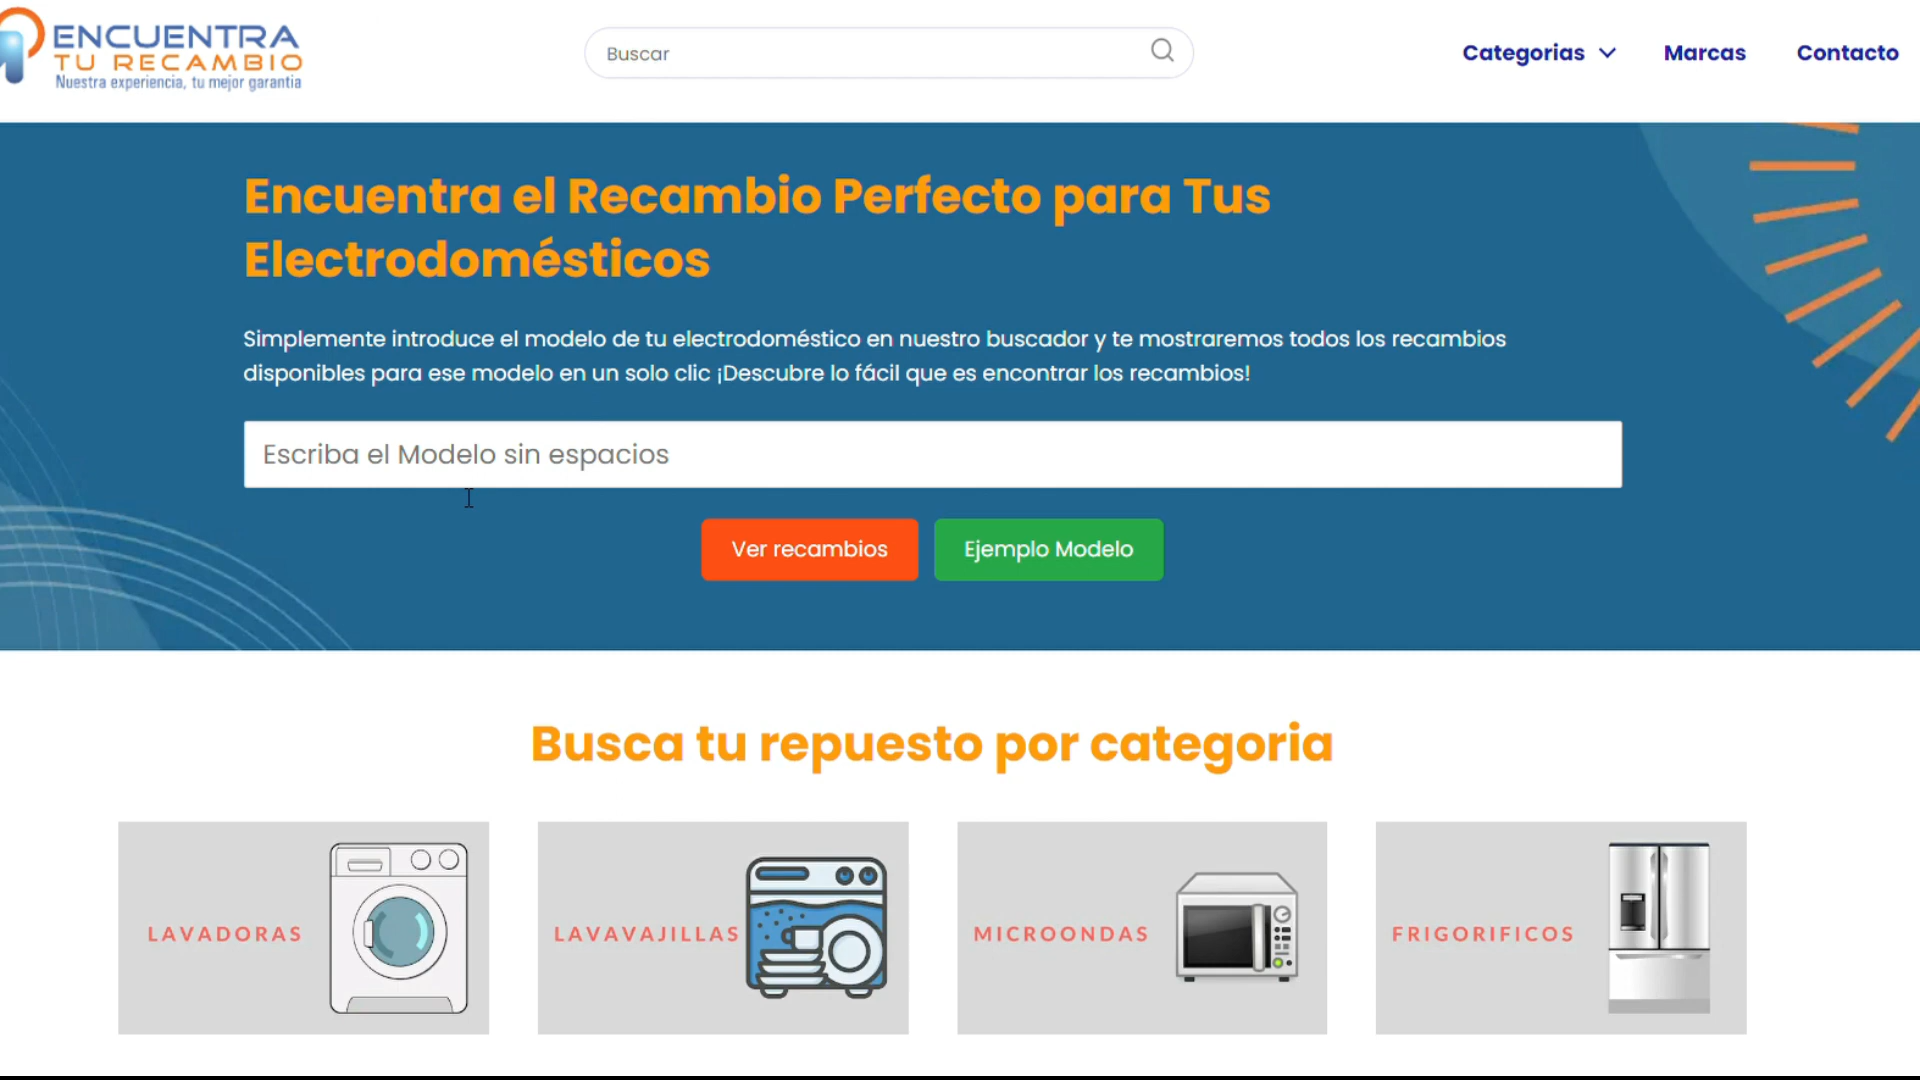 ENCUENTRA
TU RECAMBIO
Nuestra experiencia, tu mejor garantia
Buscar
Categorias
Marcas
Contacto
Encuentra el Recambio Perfecto para Tus
Electrodomésticos
Simplemente introduce el modelo de tu electrodoméstico en nuestro buscador y te mostraremos todos los recambios
disponibles para ese modelo en un solo clic ¡Descubre lo fácil que es encontrar los recambios!
Escriba el Modelo sin espacios
Ver recambios
Ejemplo Modelo
Busca tu repuesto por categoria
LAVADORAS
LAVAVAJILLAS
MICROONDAS
FRIGORIFICOS